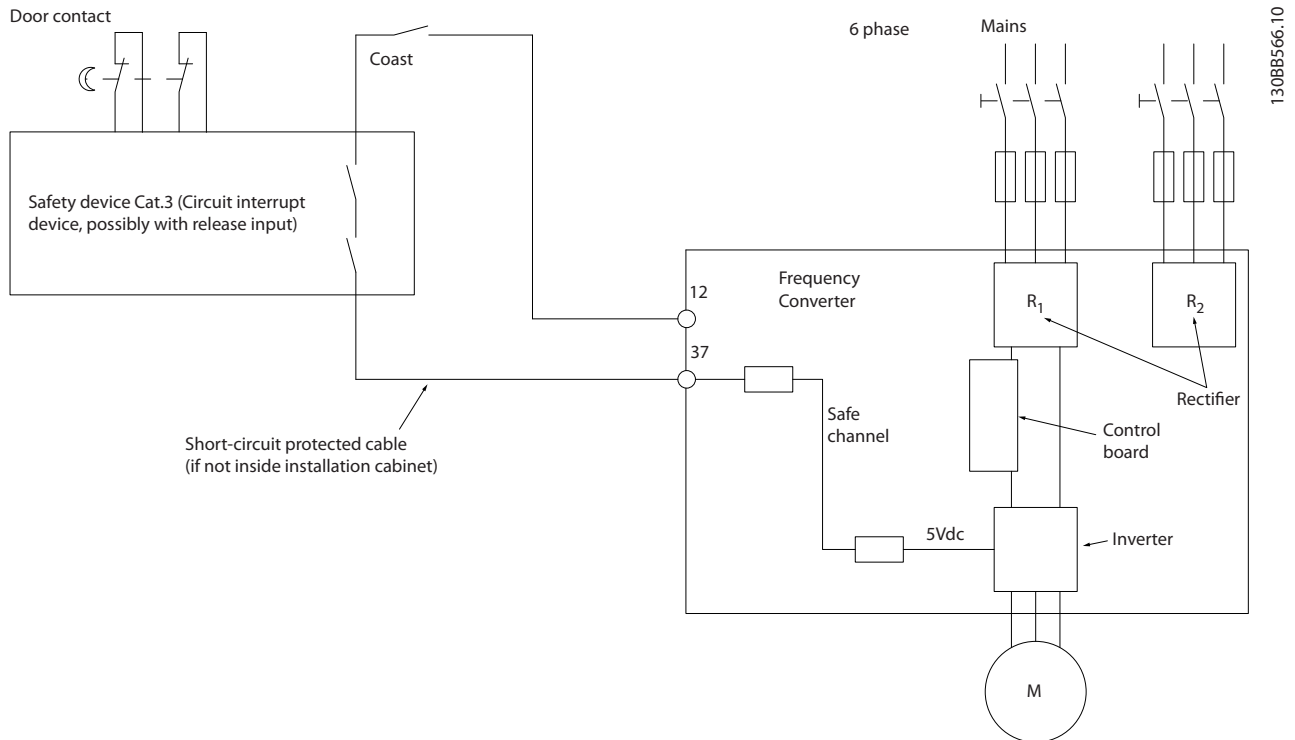 Door contact
Coast
6 phase
Mains
130BB566.10
Safety device Cat.3 (Circuit interrupt
device, possibly with release input)
12
Frequency
Converter
R1
R2
37
Rectifier
Safe
channel
Control
board
Short-circuit protected cable
(if not inside installation cabinet)
5Vdc
Inverter
M